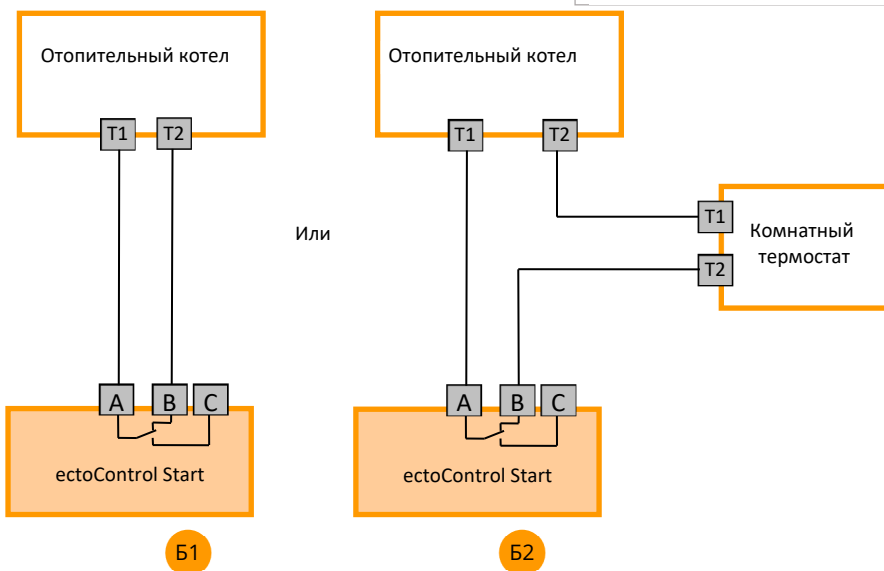 Отопительный котел
T1 T2
Или
A B C
ectoControl Start
Б1
Отопительный котел
T1 T2
T1
Комнатный
термостат
T2
A B C
ectoControl Start
Б2